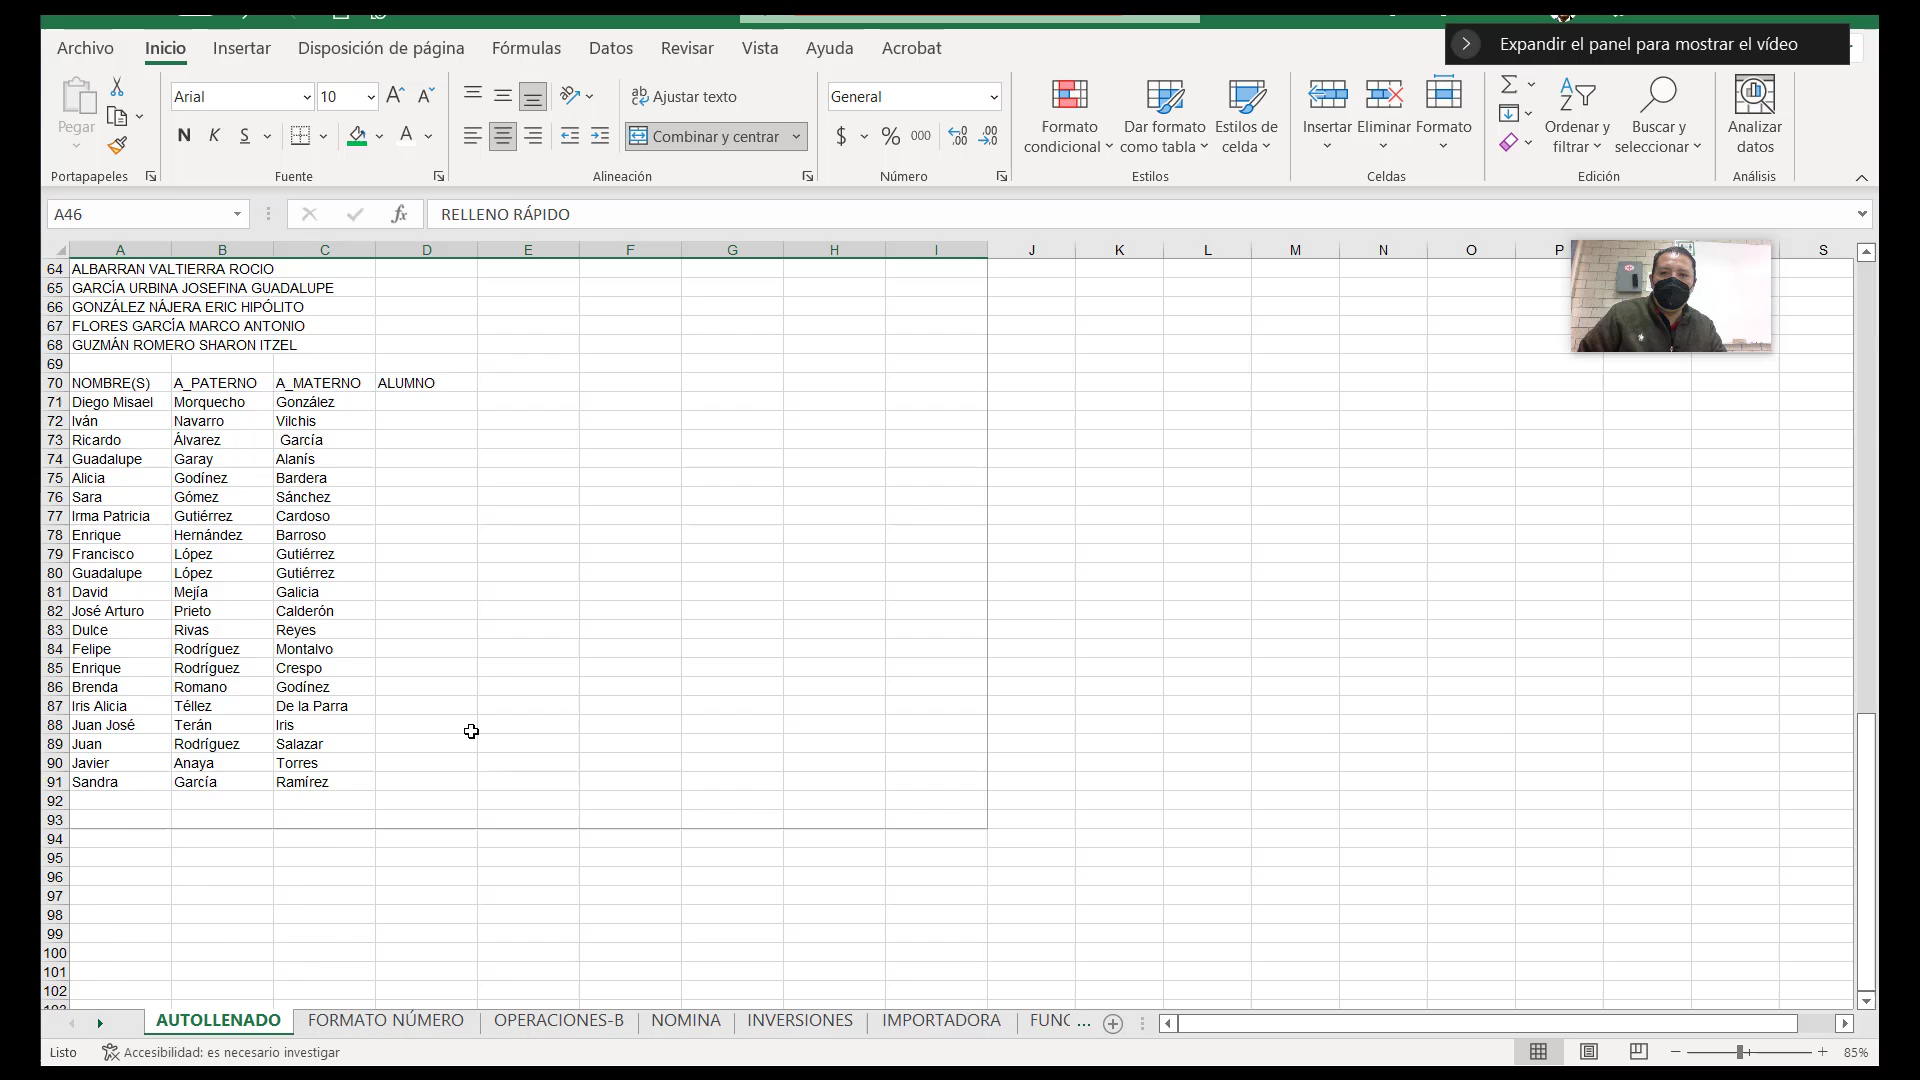 Archivo Inicio Insertar Disposición de página Fórmulas Datos Revisar Vista Ayuda Acrobat
Expandir el panel para mostrar el vídeo
Pegar
Arial 10
N K S
Ajustar texto
Combinar y centrar
General
$ % 000
Formato condicional
Dar formato como tabla
Estilos de celda
Insertar Eliminar Formato
Ordenar y filtrar
Buscar y seleccionar
Analizar datos
Portapapeles Fuente Alineación Número Estilos Celdas Edición Análisis
A46 fx RELLENO RÁPIDO
A B C D E F G H I J K L M N O P S
64 ALBARRAN VALTIERRA ROCIO
65 GARCÍA URBINA JOSEFINA GUADALUPE
66 GONZÁLEZ NÁJERA ERIC HIPÓLITO
67 FLORES GARCÍA MARCO ANTONIO
68 GUZMÁN ROMERO SHARON ITZEL
69
70 NOMBRE(S) A_PATERNO A_MATERNO ALUMNO
71 Diego Misael Morquecho González
72 Iván Navarro Vilchis
73 Ricardo Álvarez García
74 Guadalupe Garay Alanís
75 Alicia Godínez Bardera
76 Sara Gómez Sánchez
77 Irma Patricia Gutiérrez Cardoso
78 Enrique Hernández Barroso
79 Francisco López Gutiérrez
80 Guadalupe López Gutiérrez
81 David Mejía Galicia
82 José Arturo Prieto Calderón
83 Dulce Rivas Reyes
84 Felipe Rodríguez Montalvo
85 Enrique Rodríguez Crespo
86 Brenda Romano Godínez
87 Iris Alicia Téllez De la Parra
88 Juan José Terán Iris
89 Juan Rodríguez Salazar
90 Javier Anaya Torres
91 Sandra García Ramírez
92
93
94
95
96
97
98
99
100
101
102
AUTOLLENADO FORMATO NÚMERO OPERACIONES-B NOMINA INVERSIONES IMPORTADORA FUNC ...
Listo Accesibilidad: es necesario investigar 85%